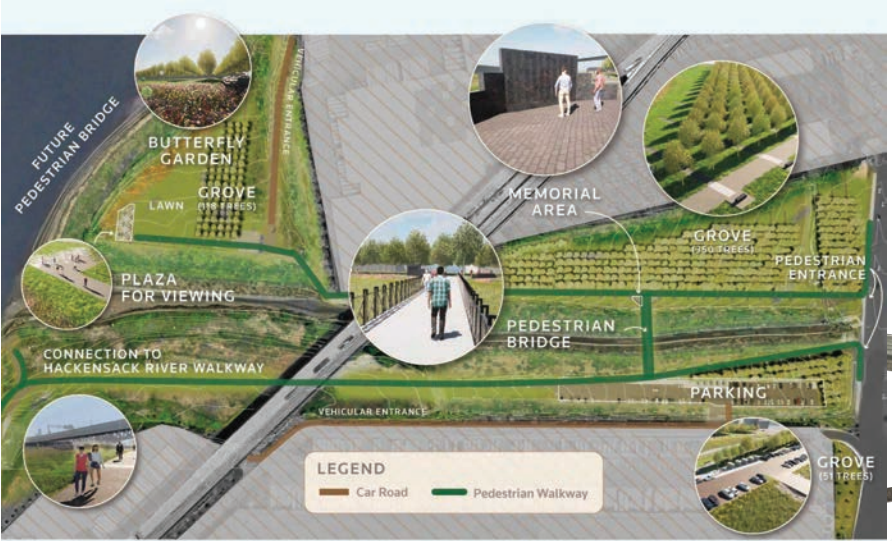 FUTURE
PEDESTRIAN BRIDGE
BUTTERFLY
GARDEN
VEHICULAR ENTRANCE
LAWN
GROVE
(118 TREES)
PLAZA
FOR VIEWING
MEMORIAL
AREA
GROVE
TREES)
PEDESTRIAN
ENTRANCE
PEDESTRIAN
BRIDGE
CONNECTION TO
HACKENSACK RIVER WALKWAY
VEHICULAR ENTRANCE
PARKING
GROVE
(51 TREES)
LEGEND
Car Road
Pedestrian Walkway